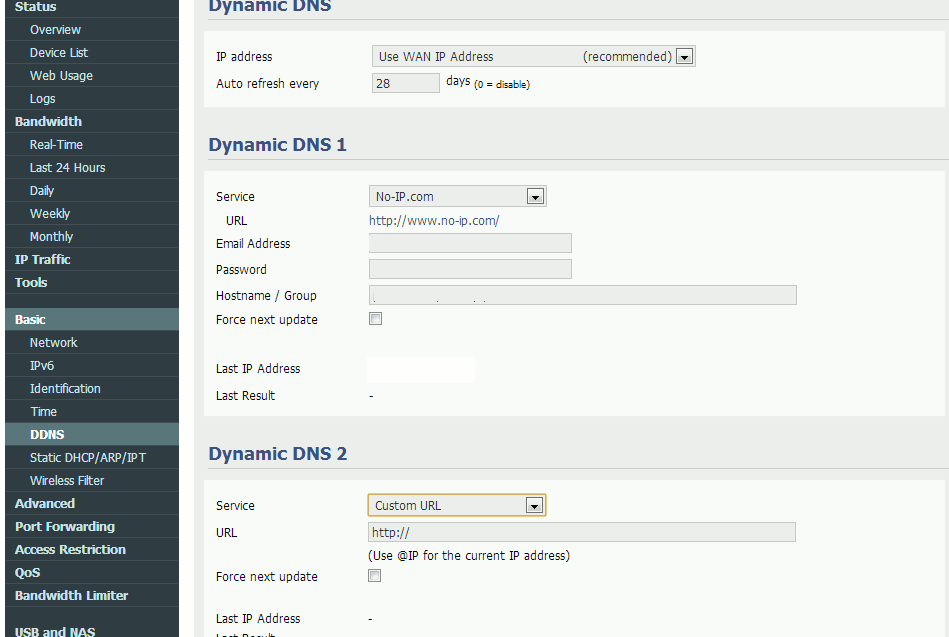 Status
Overview
Device List
Web Usage
Logs
Bandwidth
Real-Time
Last 24 Hours
Daily
Weekly
Monthly
IP Traffic
Tools
Basic
Network
IPv6
Identification
Time
DDNS
Static DHCP/ARP/IPT
Wireless Filter
Advanced
Port Forwarding
Access Restriction
QoS
Bandwidth Limiter
USB and NAS
Dynamic DNS
IP address Use WAN IP Address (recommended)
Auto refresh every 28 days (0 = disable)
Dynamic DNS 1
Service No-IP.com
URL http://www.no-ip.com/
Email Address
Password
Hostname / Group
Force next update
Last IP Address
Last Result -
Dynamic DNS 2
Service Custom URL
URL http://
(Use @IP for the current IP address)
Force next update
Last IP Address -
Last Result